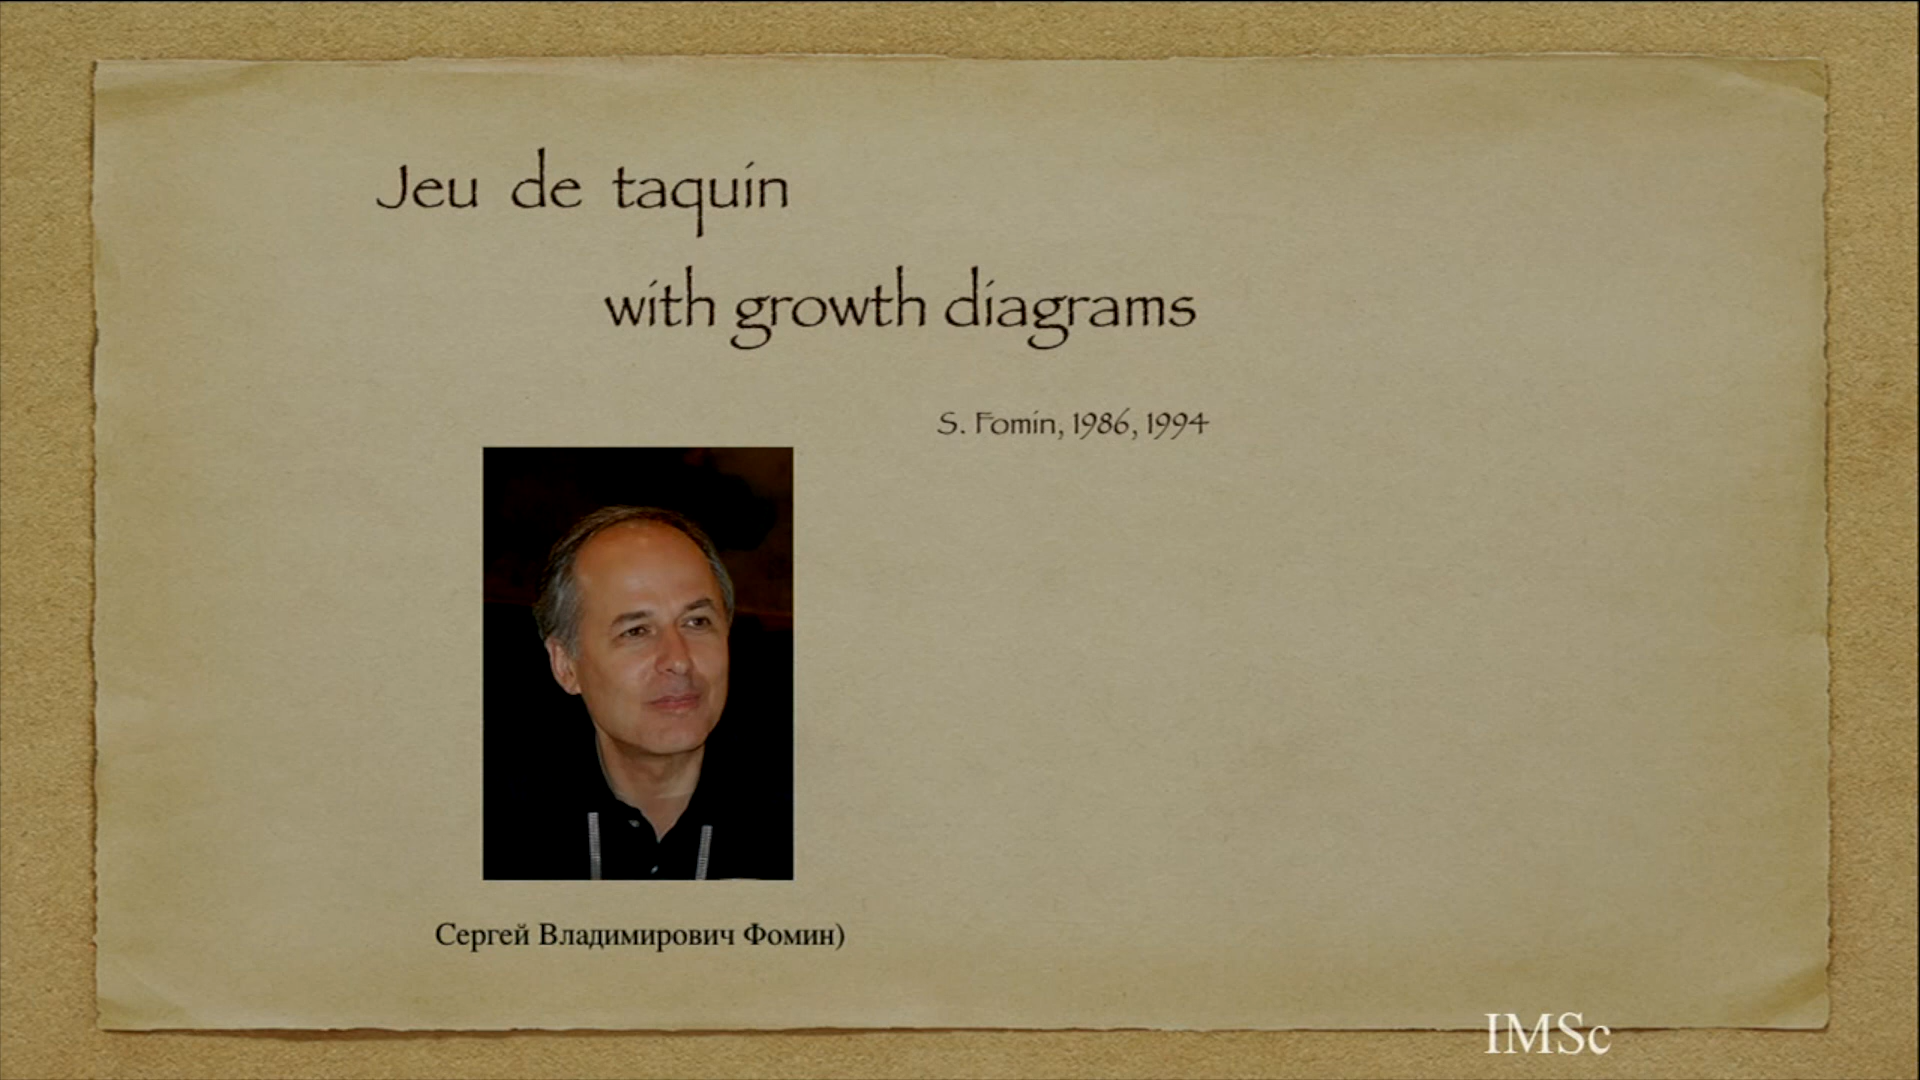 Jeu de taquin
with growth diagrams
S. Fomin, 1986, 1994
Сергей Владимирович Фомин)
IMSc